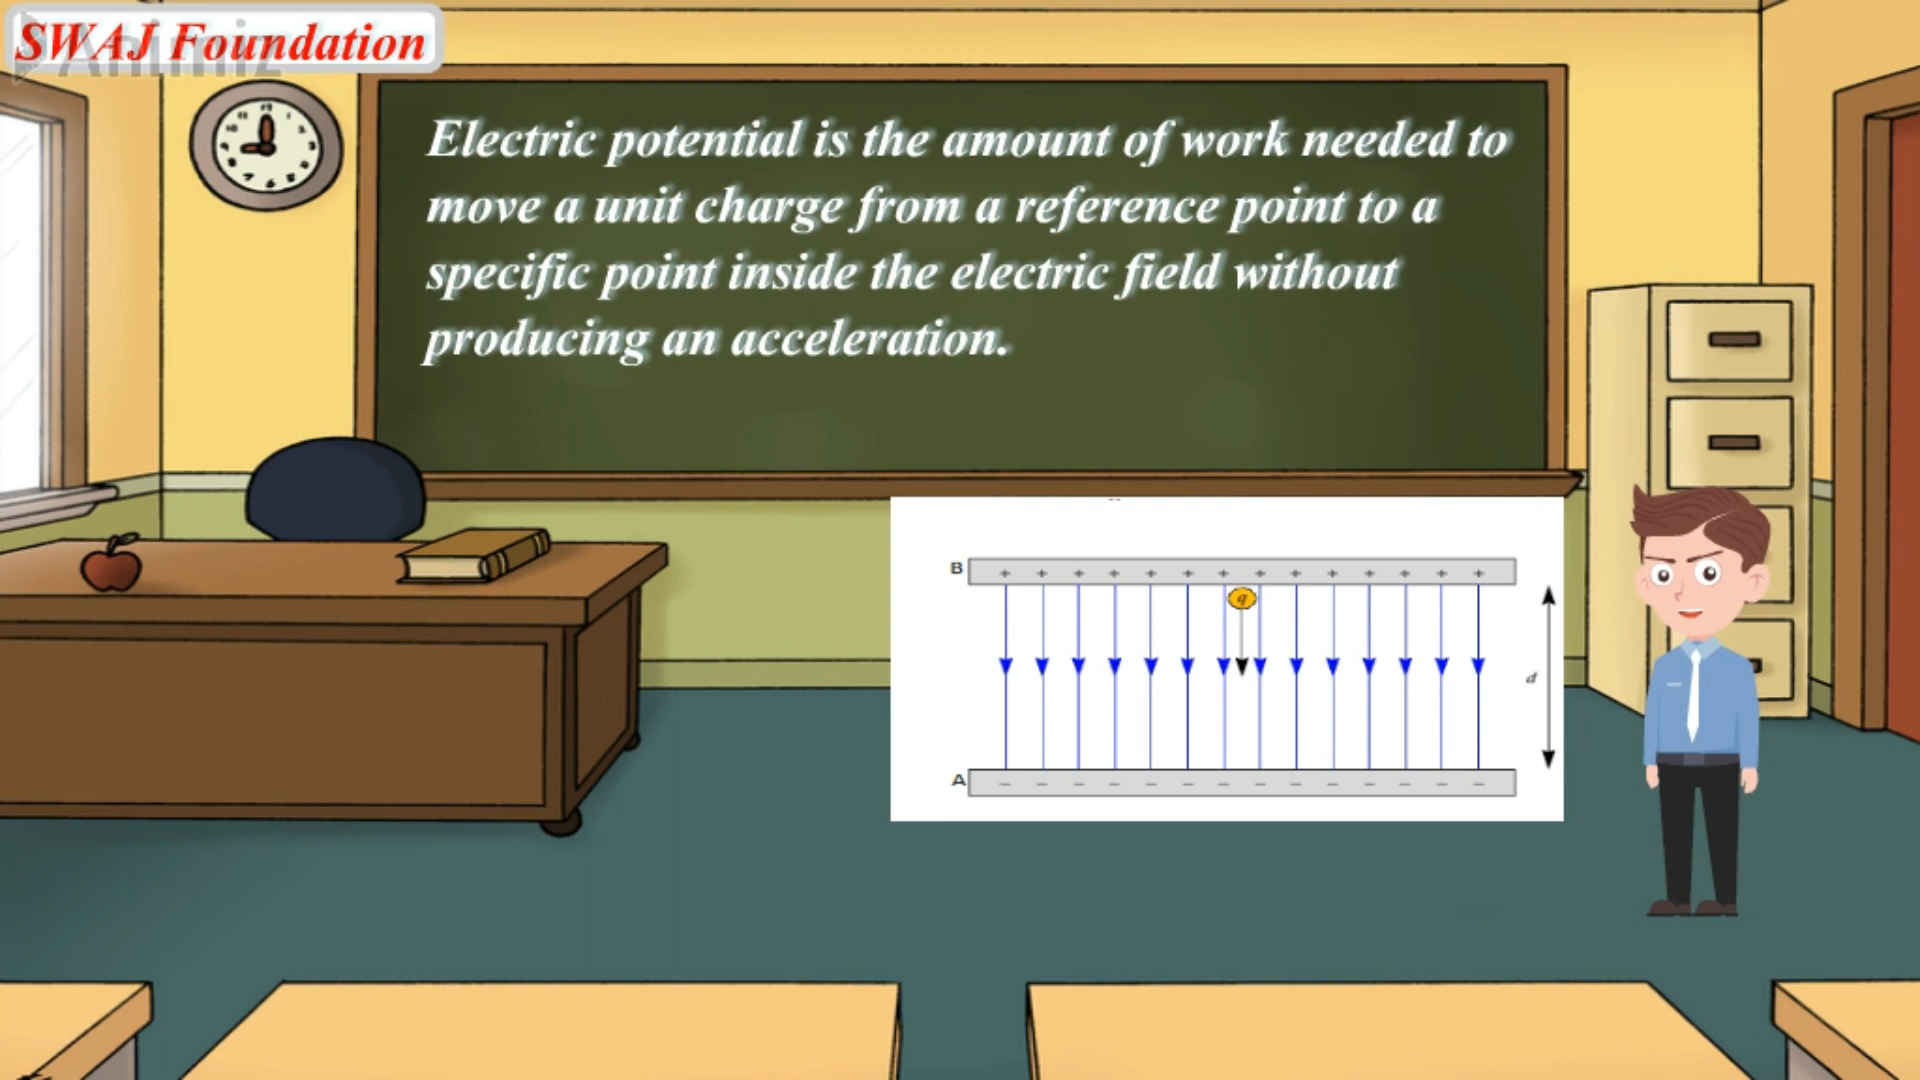 SWAJ Foundation
Animiz
Electric potential is the amount of work needed to
move a unit charge from a reference point to a
specific point inside the electric field without
producing an acceleration.
B + + + + + + + + + + + + + +
q
d
A − − − − − − − − − − − − − −